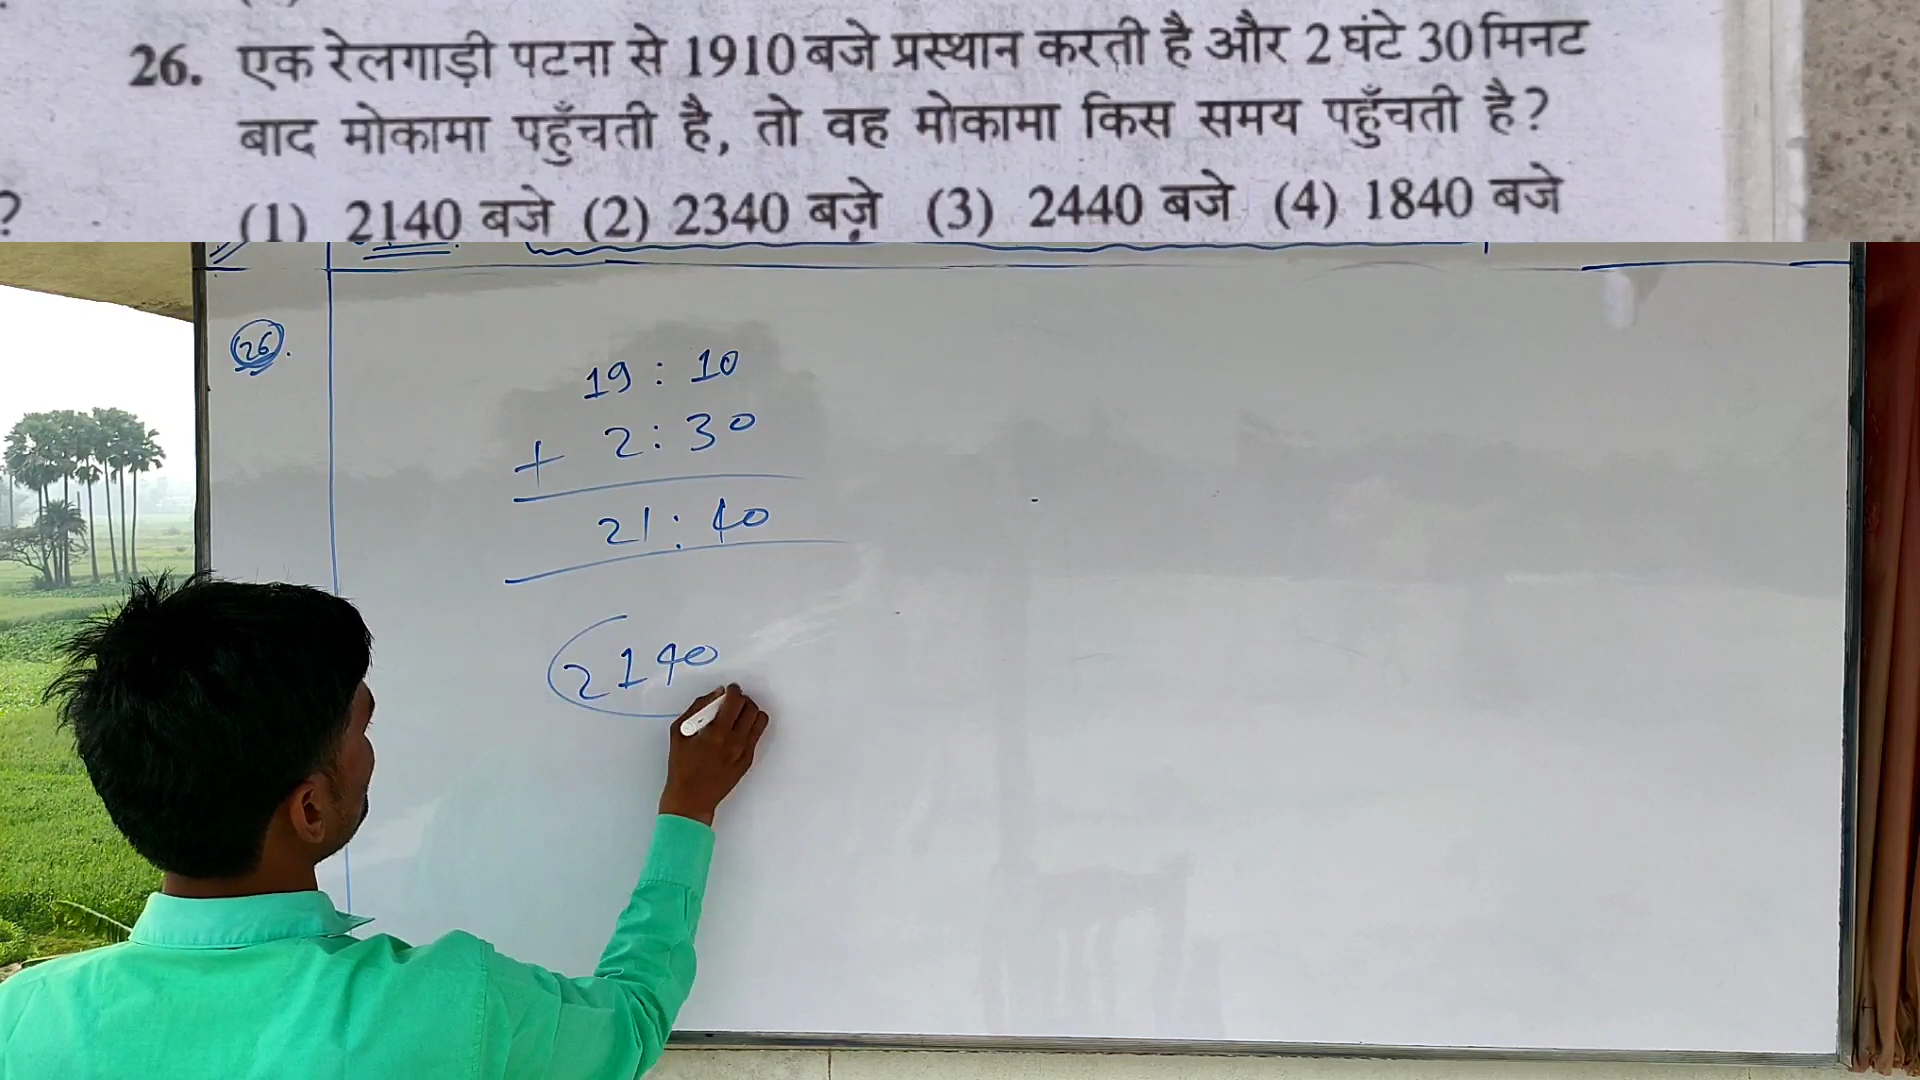 26. एक रेलगाड़ी पटना से 1910 बजे प्रस्थान करती है और 2 घंटे 30 मिनट
बाद मोकामा पहुँचती है, तो वह मोकामा किस समय पहुँचती है?
?
(1) 2140 बजे (2) 2340 बजे (3) 2440 बजे (4) 1840 बजे
26.
19 : 10
+ 2 : 30
21 : 40
2140